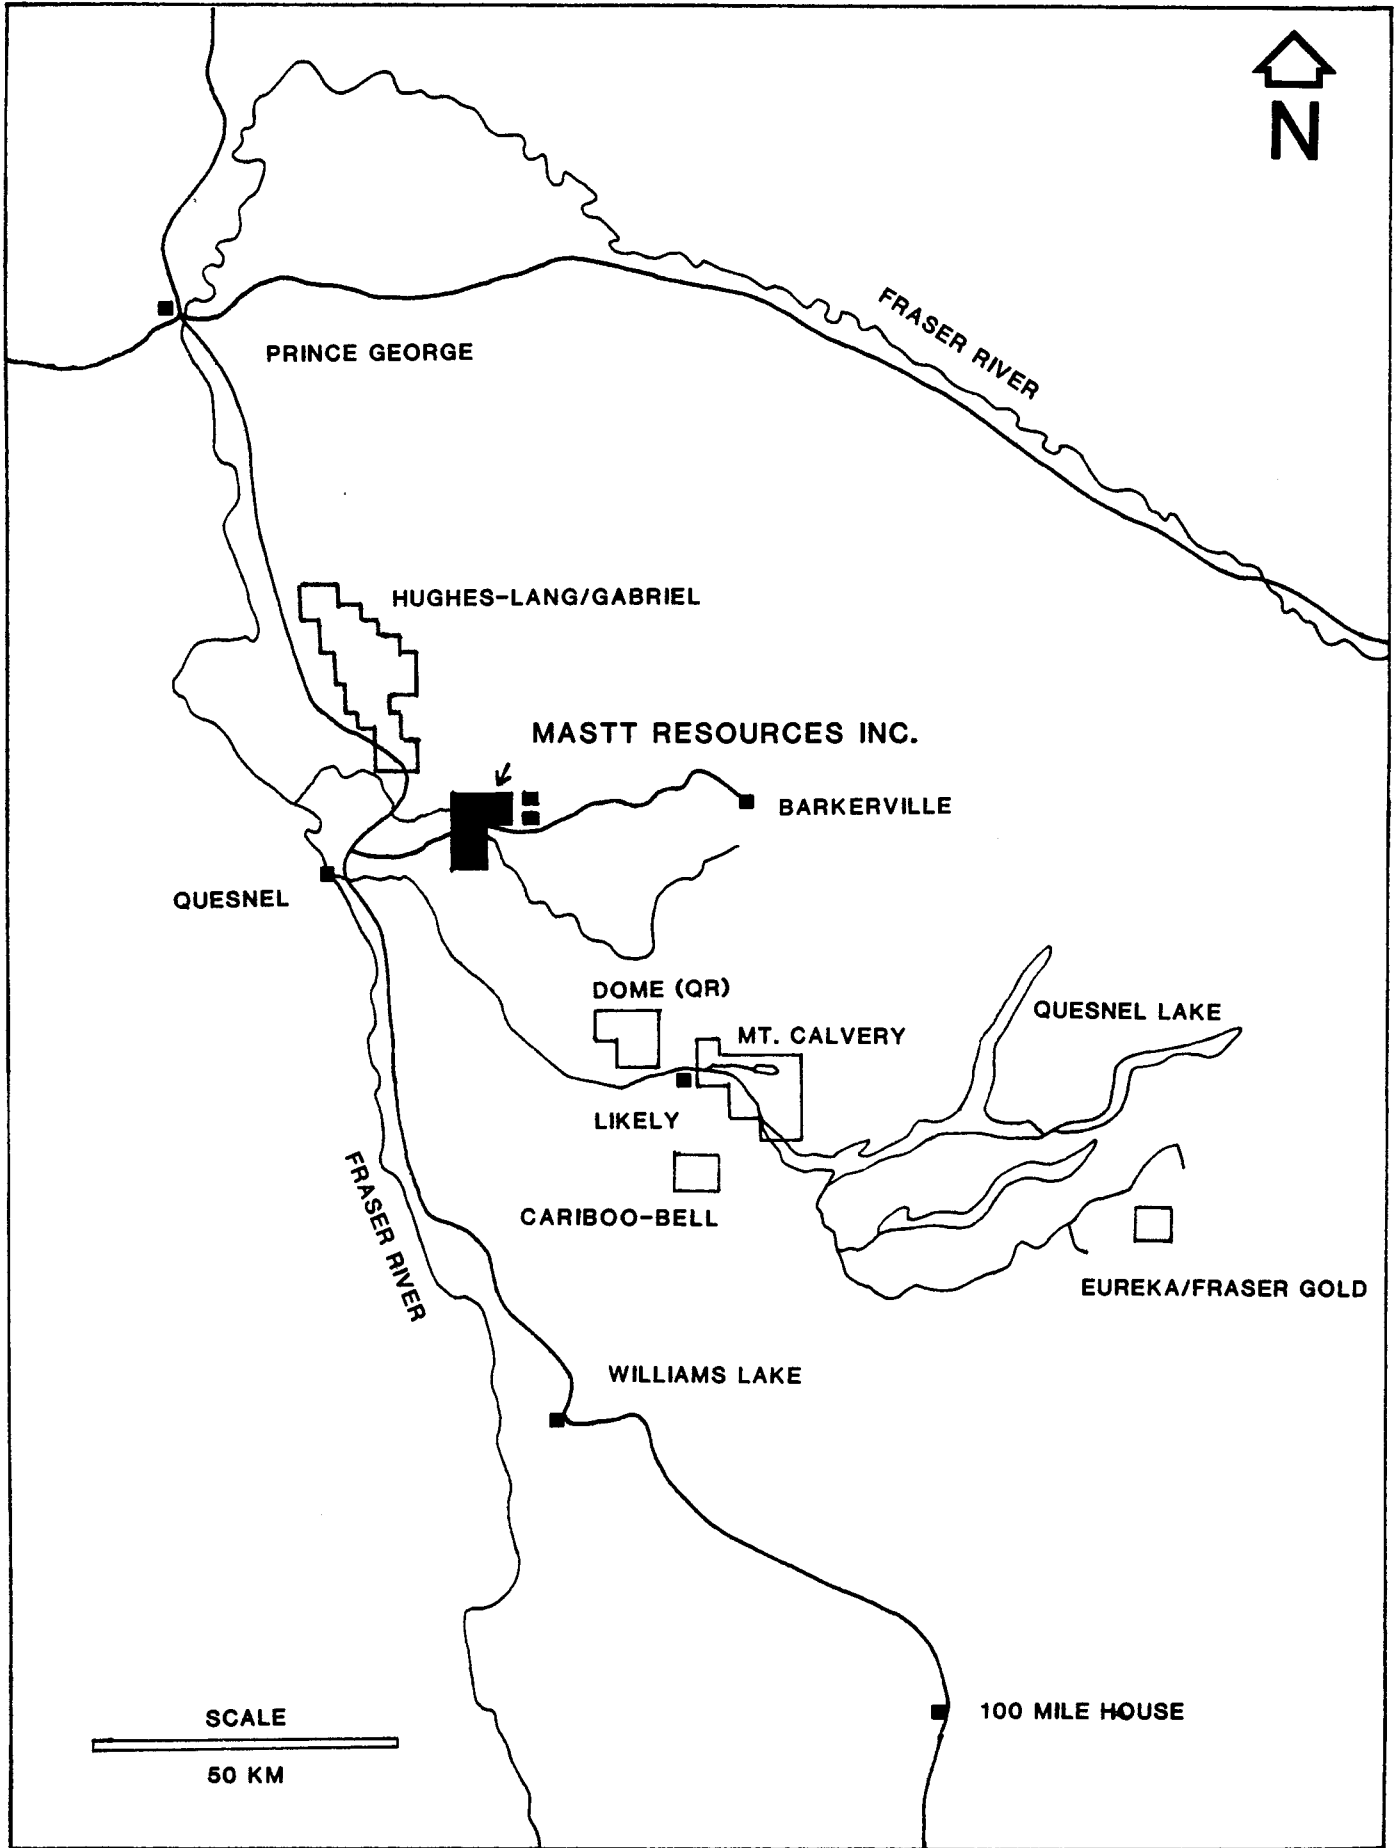 N
FRASER RIVER
PRINCE GEORGE
HUGHES-LANG/GABRIEL
MASTT RESOURCES INC.
BARKERVILLE
QUESNEL
DOME (QR)
QUESNEL LAKE
MT. CALVERY
LIKELY
FRASER RIVER
CARIBOO-BELL
EUREKA/FRASER GOLD
WILLIAMS LAKE
100 MILE HOUSE
SCALE
50 KM